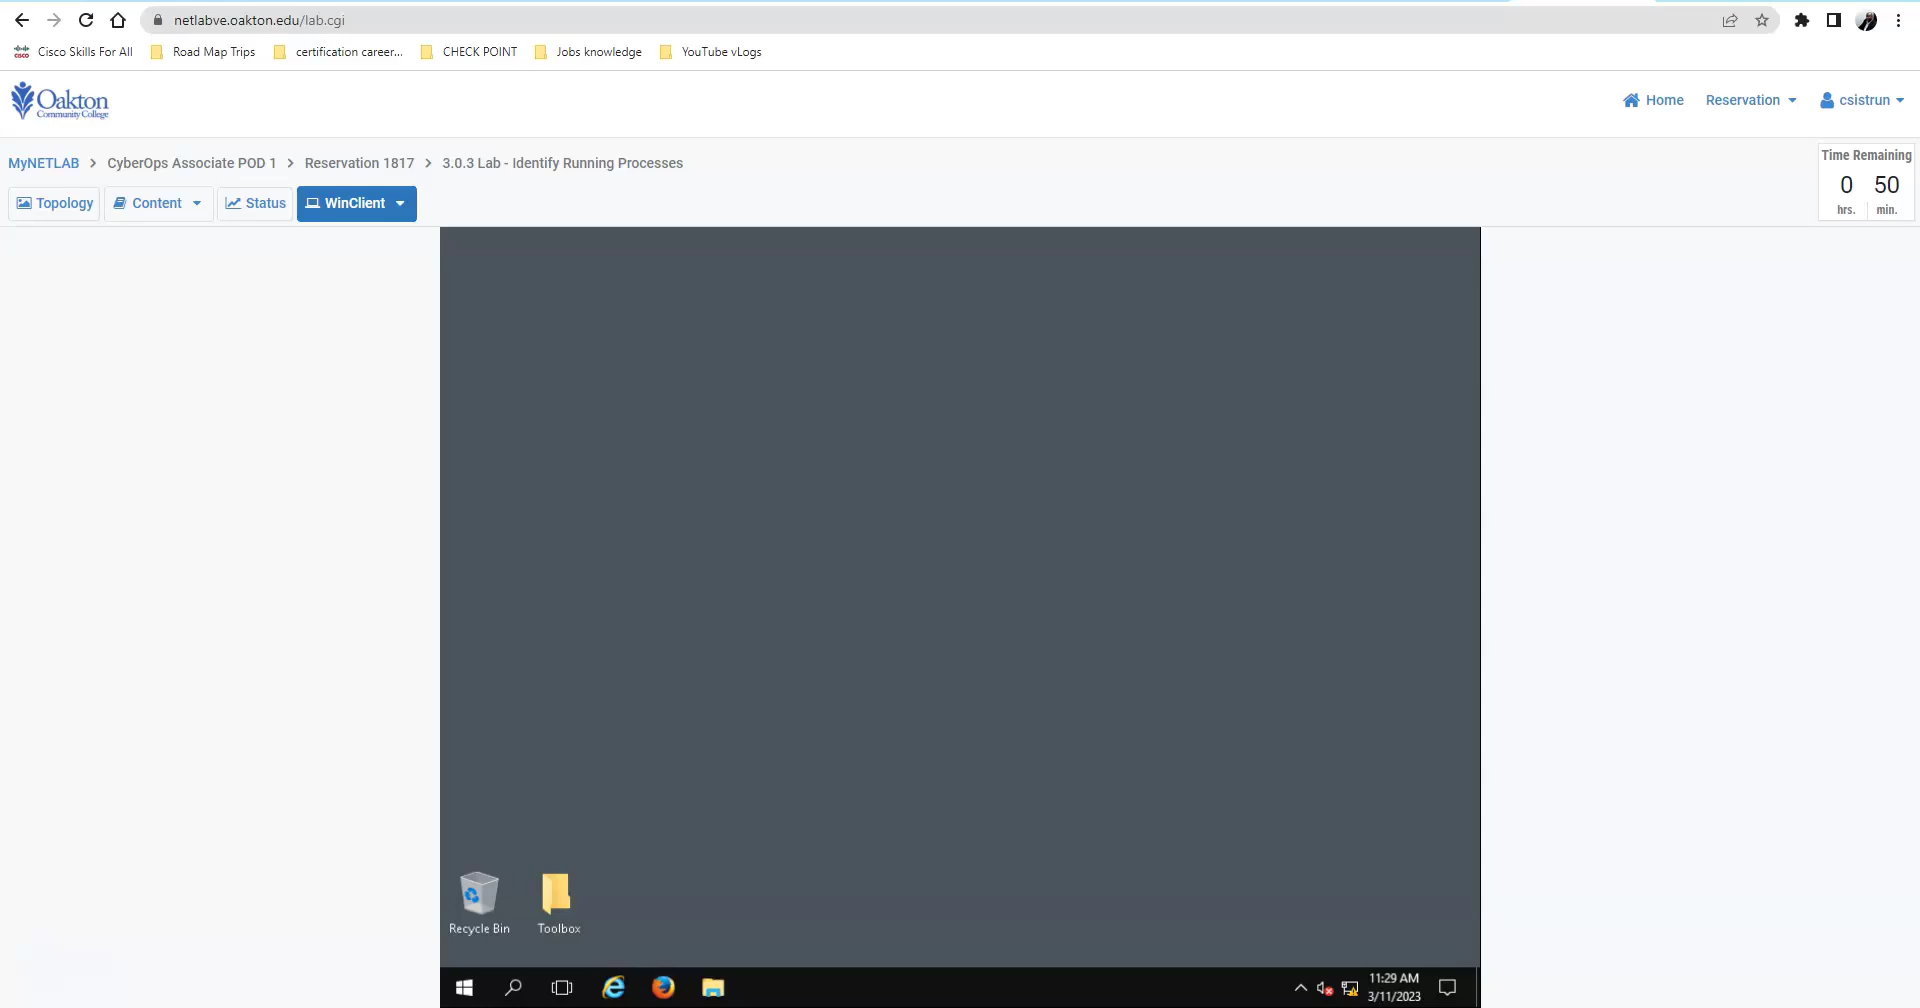 netlabve.oakton.edu/lab.cgi
Cisco Skills For All Road Map Trips certification career... CHECK POINT Jobs knowledge YouTube vLogs
Oakton
Community College
Home Reservation csistrun
MyNETLAB > CyberOps Associate POD 1 > Reservation 1817 > 3.0.3 Lab - Identify Running Processes
Time Remaining
0 50
hrs. min.
Topology Content Status WinClient
Recycle Bin Toolbox
11:29 AM
3/11/2023